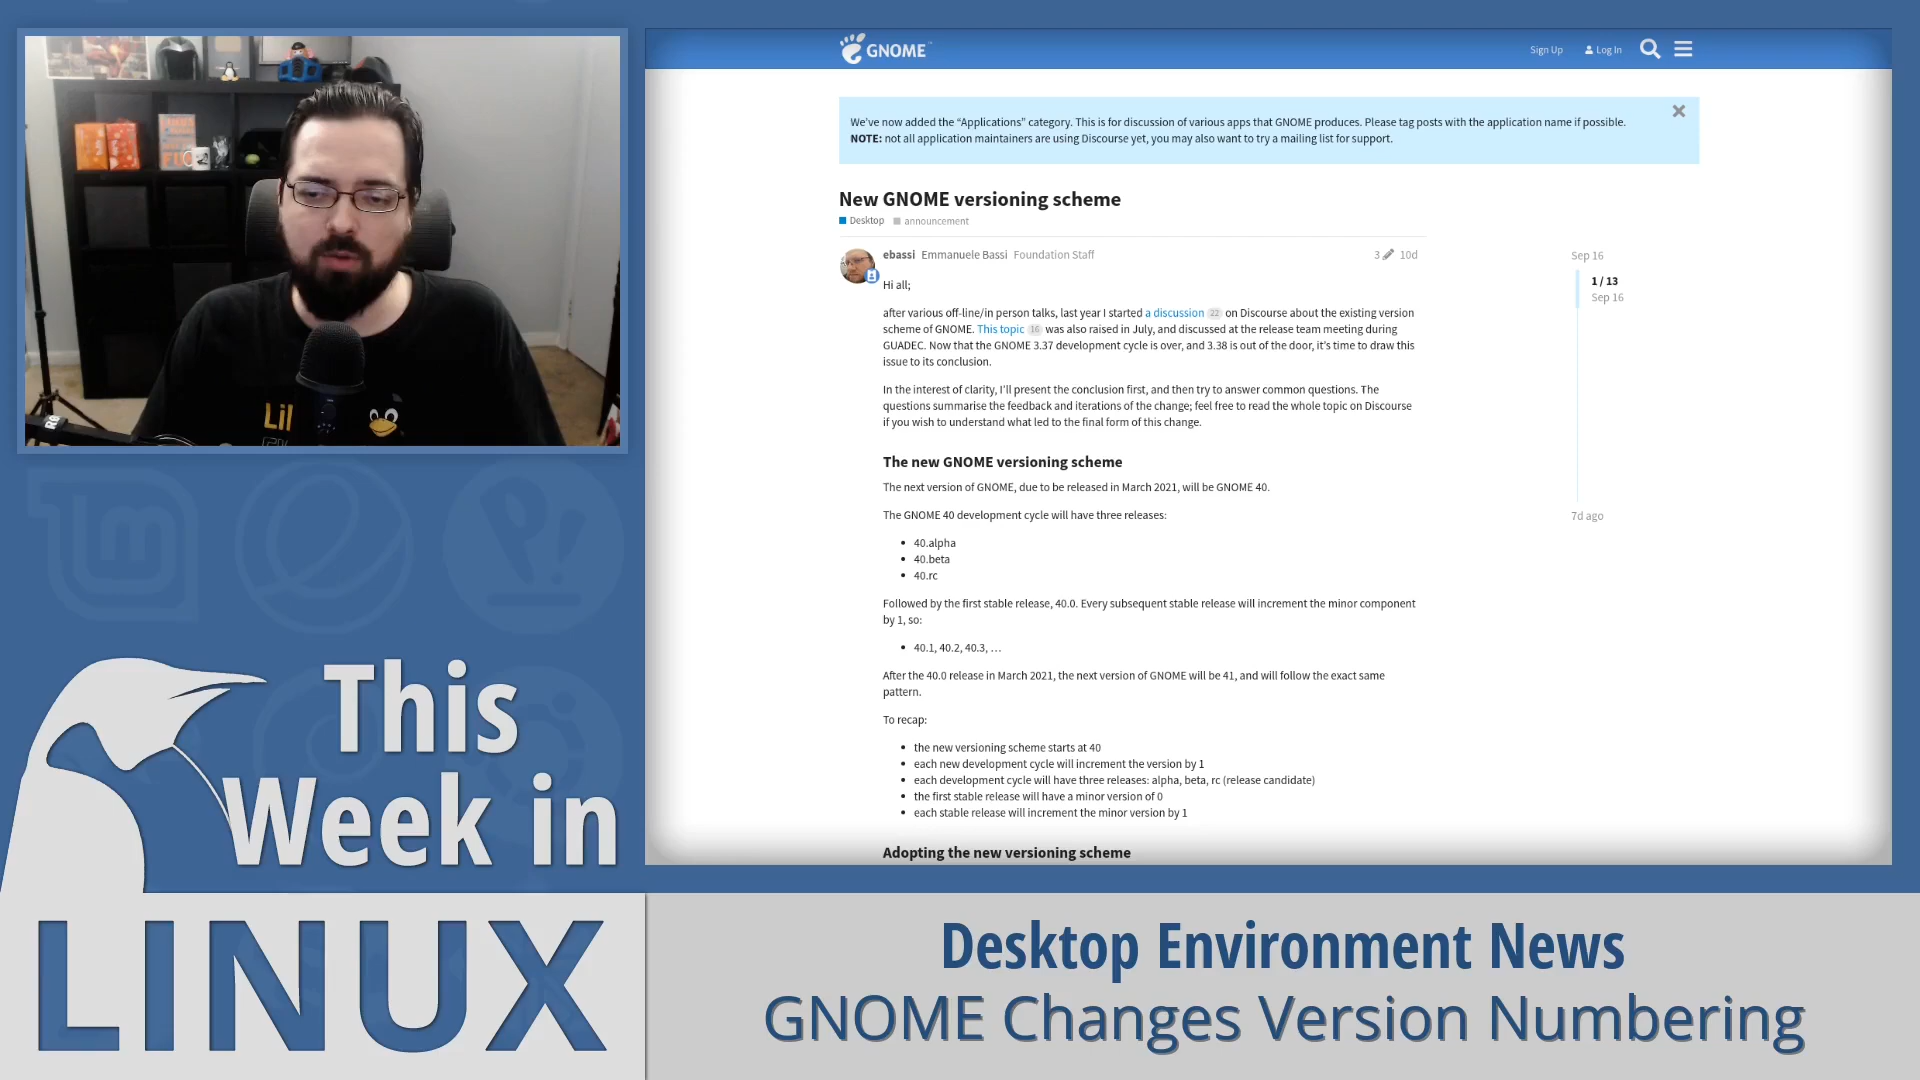 GNOME
Sign Up
Log In
We've now added the “Applications” category. This is for discussion of various apps that GNOME produces. Please tag posts with the application name if possible.
NOTE: not all application maintainers are using Discourse yet, you may also want to try a mailing list for support.
New GNOME versioning scheme
Desktop announcement
ebassi Emmanuele Bassi Foundation Staff
3 10d
Hi all;
after various off-line/in person talks, last year I started a discussion 22 on Discourse about the existing version
scheme of GNOME. This topic 16 was also raised in July, and discussed at the release team meeting during
GUADEC. Now that the GNOME 3.37 development cycle is over, and 3.38 is out of the door, it's time to draw this
issue to its conclusion.
In the interest of clarity, I'll present the conclusion first, and then try to answer common questions. The
questions summarise the feedback and iterations of the change; feel free to read the whole topic on Discourse
if you wish to understand what led to the final form of this change.
The new GNOME versioning scheme
The next version of GNOME, due to be released in March 2021, will be GNOME 40.
The GNOME 40 development cycle will have three releases:
• 40.alpha
• 40.beta
• 40.rc
Followed by the first stable release, 40.0. Every subsequent stable release will increment the minor component
by 1, so:
• 40.1, 40.2, 40.3, …
After the 40.0 release in March 2021, the next version of GNOME will be 41, and will follow the exact same
pattern.
To recap:
• the new versioning scheme starts at 40
• each new development cycle will increment the version by 1
• each development cycle will have three releases: alpha, beta, rc (release candidate)
• the first stable release will have a minor version of 0
• each stable release will increment the minor version by 1
Adopting the new versioning scheme
Sep 16
1 / 13
Sep 16
7d ago
Lil
This
Week in
LINUX
Desktop Environment News
GNOME Changes Version Numbering